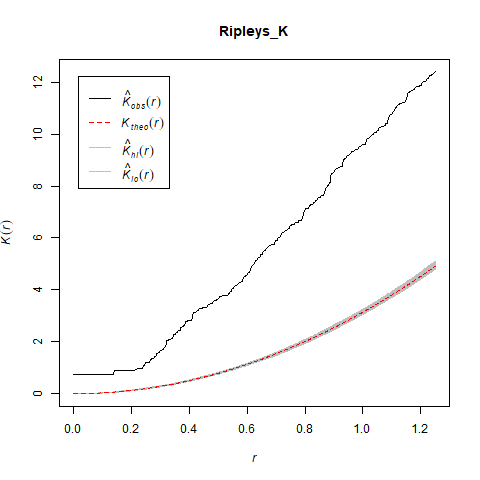 Ripleys_K
K̂obs(r)
Ktheo(r)
K̂hi(r)
K̂lo(r)
K(r)
12
10
8
6
4
2
0
0.0 0.2 0.4 0.6 0.8 1.0 1.2
r